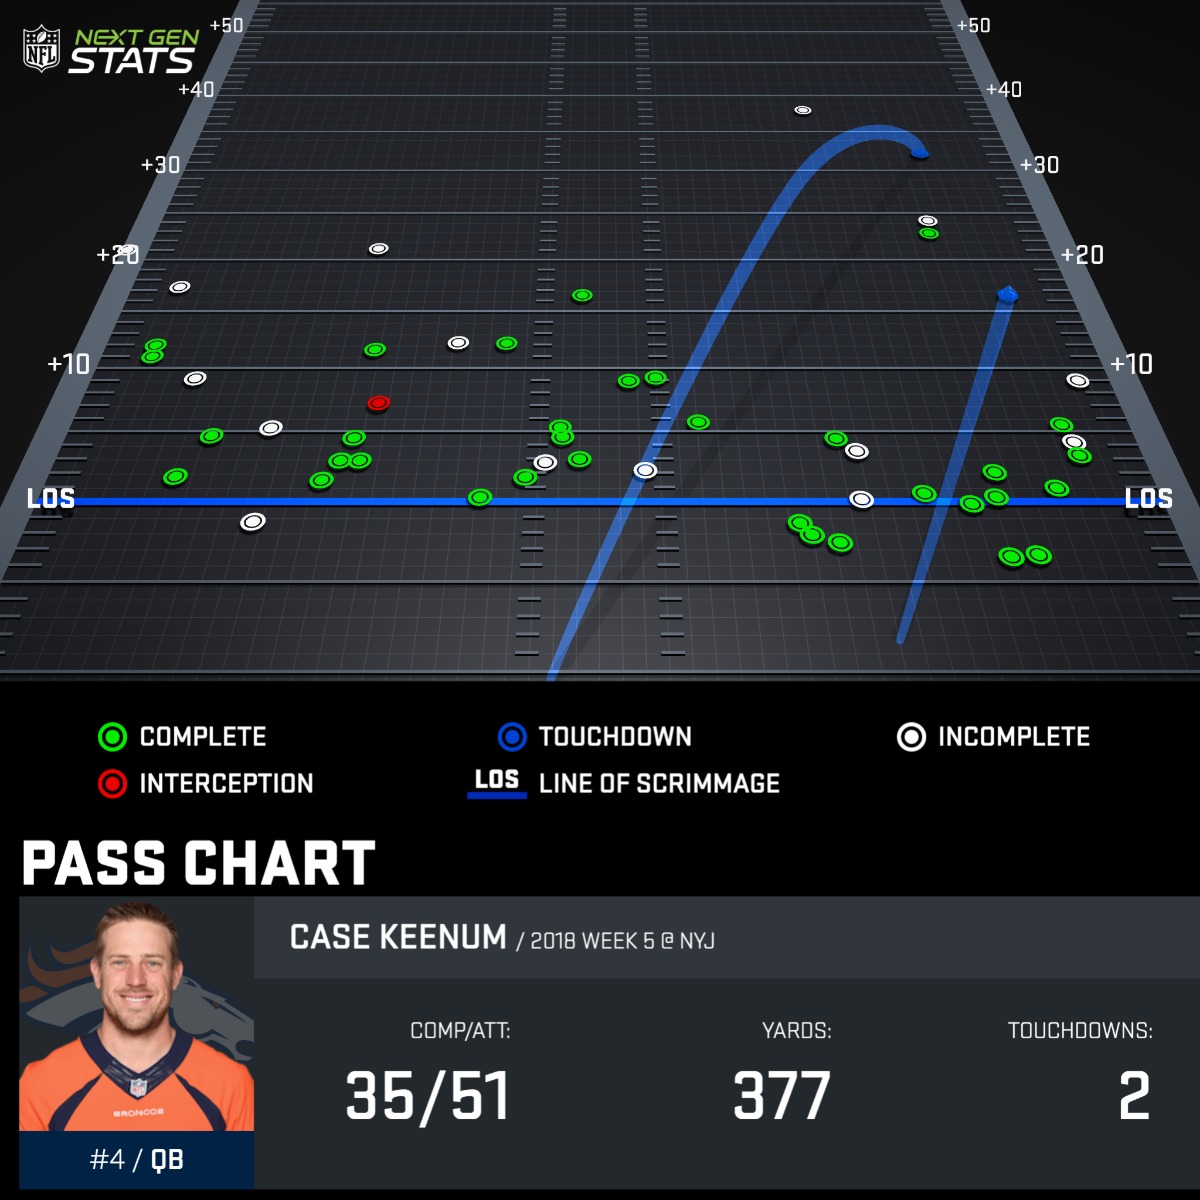 NFL
NEXT GEN
STATS
+50 +50
+40 +40
+30 +30
+20 +20
+10 +10
LOS LOS
COMPLETE TOUCHDOWN INCOMPLETE
INTERCEPTION LOS LINE OF SCRIMMAGE
PASS CHART
CASE KEENUM / 2018 WEEK 5 @ NYJ
COMP/ATT: YARDS: TOUCHDOWNS:
35/51 377 2
BRONCOS
#4 / QB